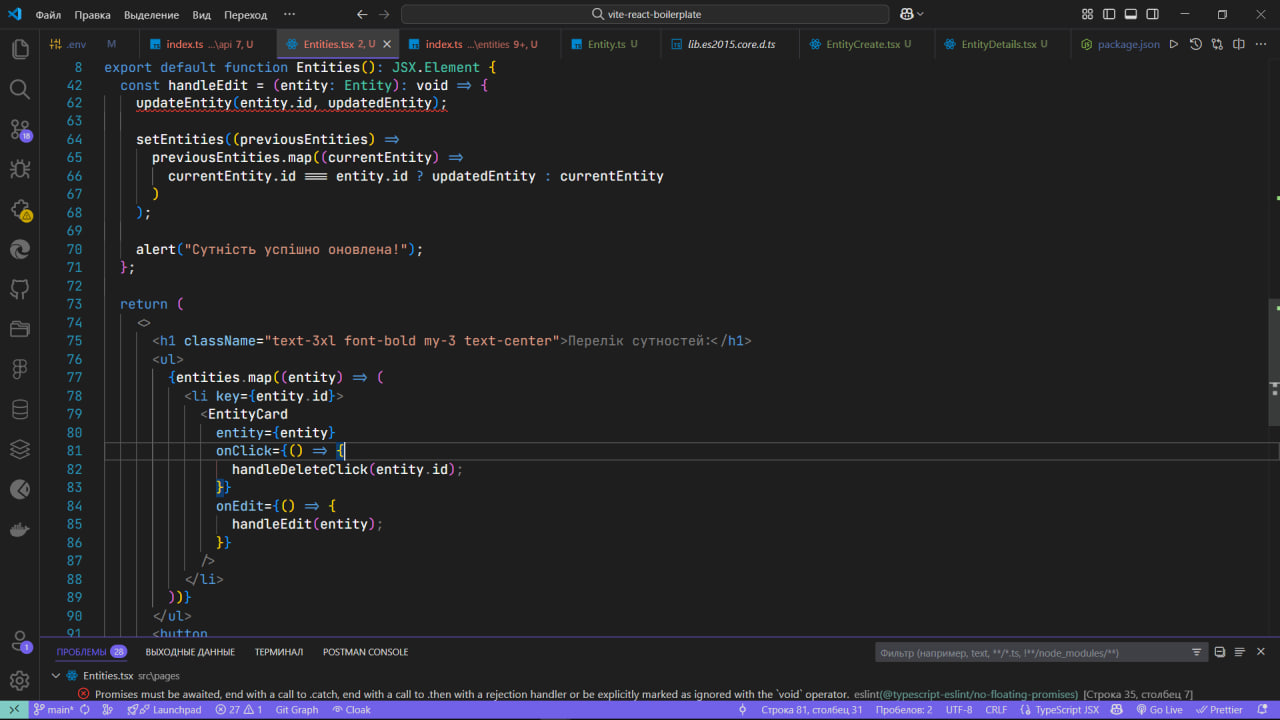 Файл Правка Выделение Вид Переход ··· vite-react-boilerplate
.env M index.ts ...\api 7, U Entities.tsx 2, U index.ts ...\entities 9+, U Entity.ts U lib.es2015.core.d.ts EntityCreate.tsx U EntityDetails.tsx U package.json
8 export default function Entities(): JSX.Element {
42 const handleEdit = (entity: Entity): void => {
62 updateEntity(entity.id, updatedEntity);
63
64 setEntities((previousEntities) =>
65 previousEntities.map((currentEntity) =>
66 currentEntity.id === entity.id ? updatedEntity : currentEntity
67 )
68 );
69
70 alert("Сутність успішно оновлена!");
71 };
72
73 return (
74 <>
75 <h1 className="text-3xl font-bold my-3 text-center">Перелік сутностей:</h1>
76 <ul>
77 {entities.map((entity) => (
78 <li key={entity.id}>
79 <EntityCard
80 entity={entity}
81 onClick={() => {
82 handleDeleteClick(entity.id);
83 }}
84 onEdit={() => {
85 handleEdit(entity);
86 }}
87 />
88 </li>
89 ))}
90 </ul>
91 <button
18
1
ПРОБЛЕМЫ 28 ВЫХОДНЫЕ ДАННЫЕ ТЕРМИНАЛ POSTMAN CONSOLE Фильтр (например, text, **/*.ts, !**/node_modules/**)
Entities.tsx src\pages
Promises must be awaited, end with a call to .catch, end with a call to .then with a rejection handler or be explicitly marked as ignored with the `void` operator. eslint(@typescript-eslint/no-floating-promises) [Строка 35, столбец 7]
main* Launchpad 27 1 Git Graph Cloak Строка 81, столбец 31 Пробелов: 2 UTF-8 CRLF TypeScript JSX Go Live Prettier